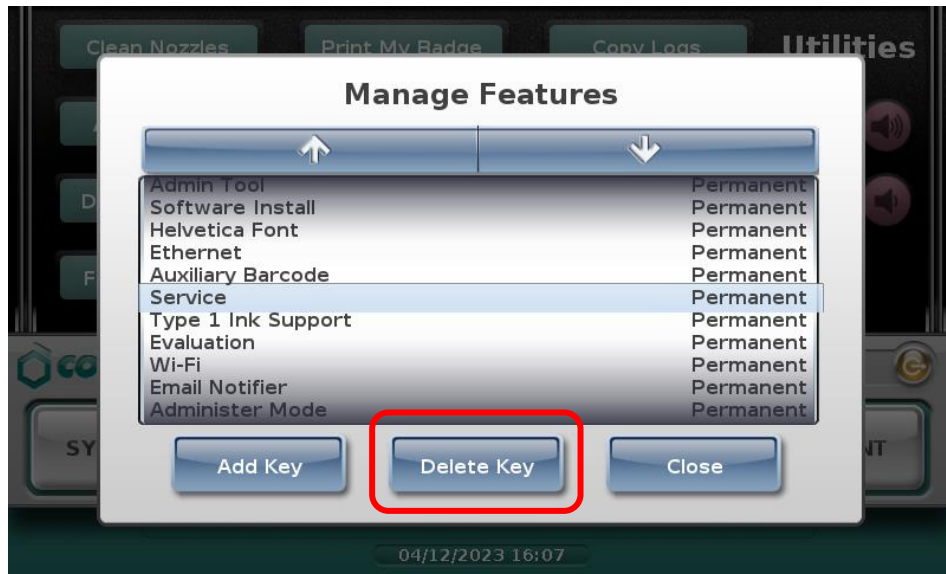 Clean Nozzles Print My Badge Copy Logs Utilities
Manage Features
Admin Tool Permanent
Software Install Permanent
Helvetica Font Permanent
Ethernet Permanent
Auxiliary Barcode Permanent
Service Permanent
Type 1 Ink Support Permanent
Evaluation Permanent
Wi-Fi Permanent
Email Notifier Permanent
Administer Mode Permanent
Add Key Delete Key Close
04/12/2023 16:07